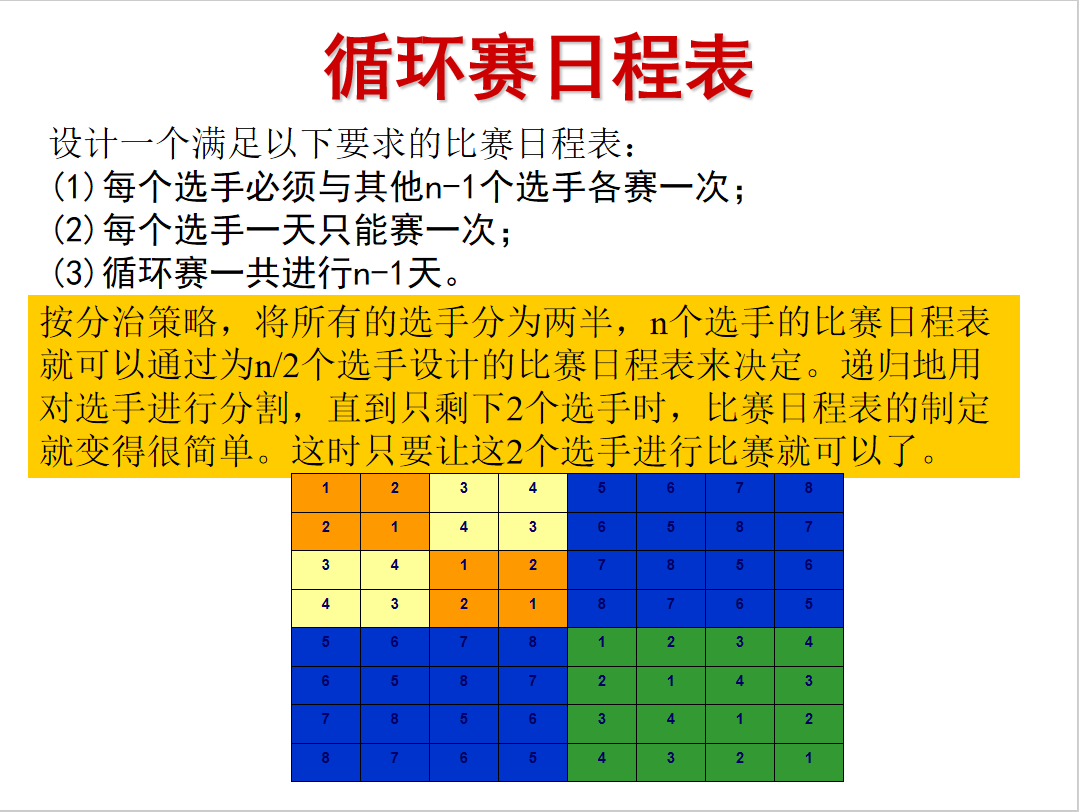 循环赛日程表
设计一个满足以下要求的比赛日程表：
(1)每个选手必须与其他n-1个选手各赛一次；
(2)每个选手一天只能赛一次；
(3)循环赛一共进行n-1天。
按分治策略，将所有的选手分为两半，n个选手的比赛日程表
就可以通过为n/2个选手设计的比赛日程表来决定。递归地用
对选手进行分割，直到只剩下2个选手时，比赛日程表的制定
就变得很简单。这时只要让这2个选手进行比赛就可以了。
1 2 3 4 5 6 7 8
2 1 4 3 6 5 8 7
3 4 1 2 7 8 5 6
4 3 2 1 8 7 6 5
5 6 7 8 1 2 3 4
6 5 8 7 2 1 4 3
7 8 5 6 3 4 1 2
8 7 6 5 4 3 2 1